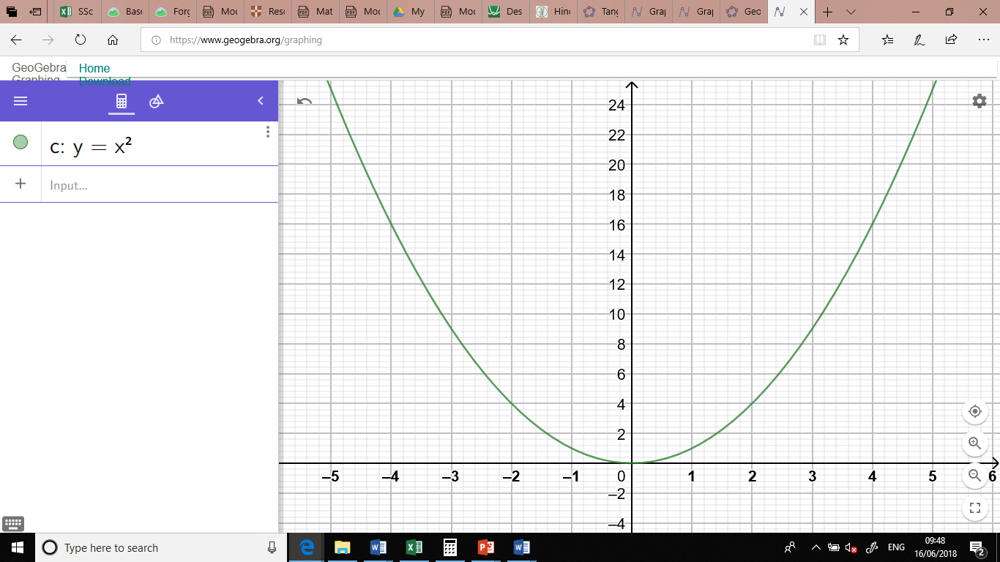 SSc
Base
Forg
Moc
Reso
Mat
Moc
My
Moc
Des
Hinc
Tang
Grap
Grap
Geo
https://www.geogebra.org/graphing
GeoGebra
Graphing
Home
Download
c: y = x²
Input...
24
22
20
18
16
14
12
10
8
6
4
2
–5 –4 –3 –2 –1 0 1 2 3 4 5 6
–2
–4
Type here to search
ENG
09:48
16/06/2018
2